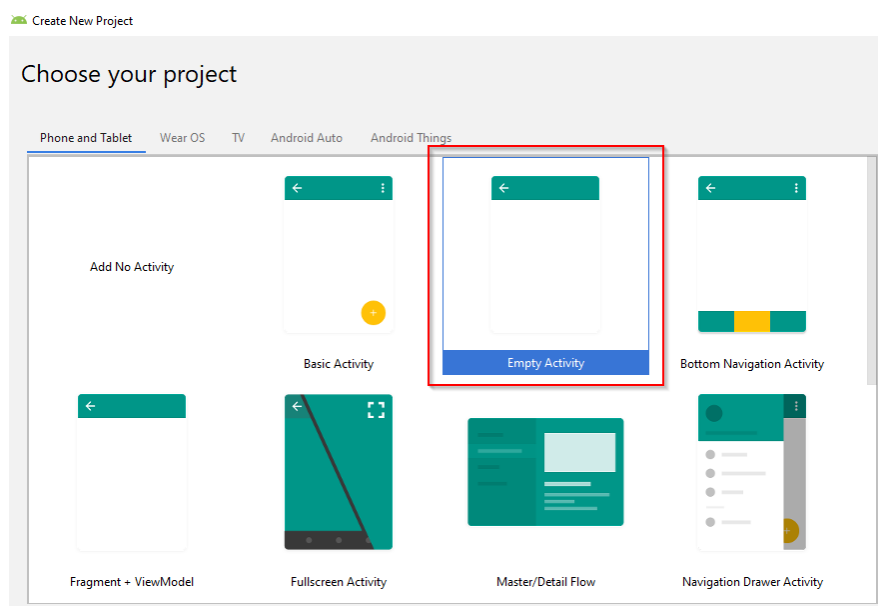 Create New Project
Choose your project
Phone and Tablet Wear OS TV Android Auto Android Things
Add No Activity
Basic Activity Empty Activity Bottom Navigation Activity
Fragment + ViewModel Fullscreen Activity Master/Detail Flow Navigation Drawer Activity